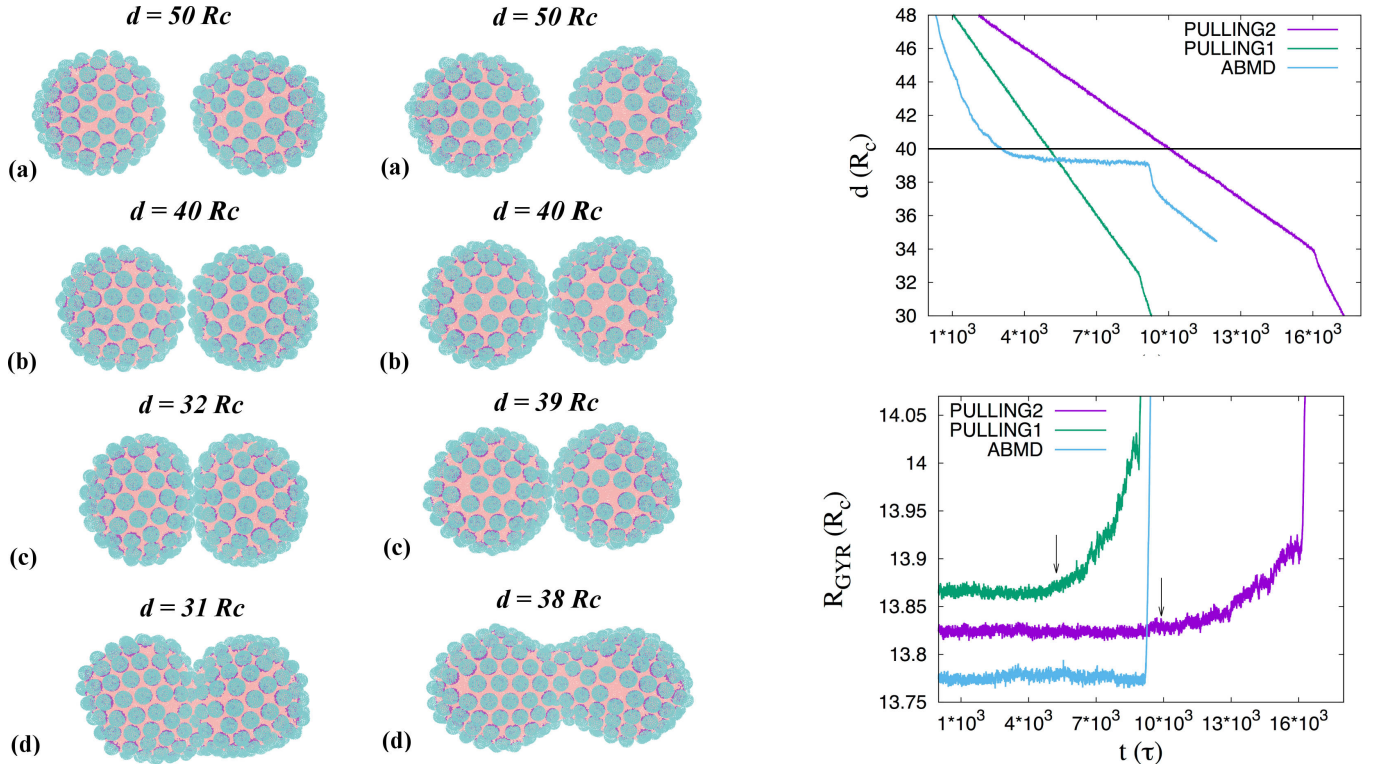 d = 50 Rc
(a)
d = 40 Rc
(b)
d = 32 Rc
(c)
d = 31 Rc
(d)
d = 50 Rc
(a)
d = 40 Rc
(b)
d = 39 Rc
(c)
d = 38 Rc
(d)
PULLING2
PULLING1
ABMD
d (Rc)
48
46
44
42
40
38
36
34
32
30
1*10³ 4*10³ 7*10³ 10*10³ 13*10³ 16*10³
PULLING2
PULLING1
ABMD
R_GYR (R_c)
14.05
14
13.95
13.9
13.85
13.8
13.75
1*10³ 4*10³ 7*10³ 10*10³ 13*10³ 16*10³
t (τ)